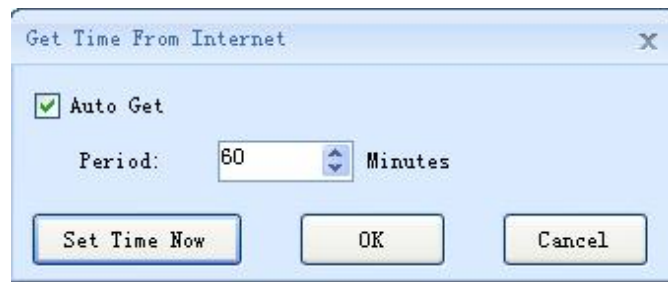 Get Time From Internet
Auto Get
Period: 60 Minutes
Set Time Now OK Cancel